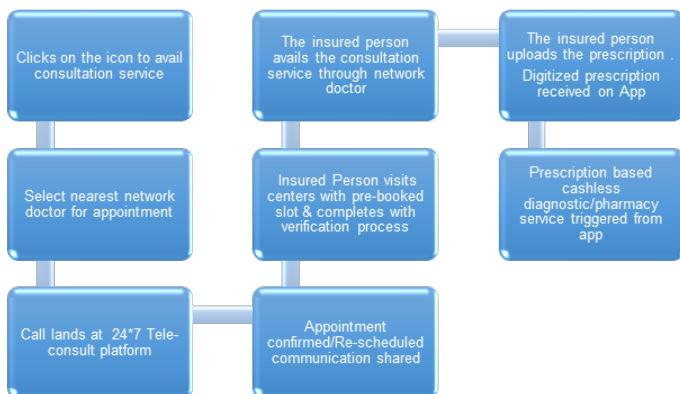 Clicks on the icon to avail
consultation service
Select nearest network
doctor for appointment
Call lands at 24*7 Tele-
consult platform
Appointment
confirmed/Re-scheduled
communication shared
Insured Person visits
centers with pre-booked
slot & completes with
verification process
The insured person
avails the consultation
service through network
doctor
The insured person
uploads the prescription .
Digitized prescription
received on App
Prescription based
cashless
diagnostic/pharmacy
service triggered from
app